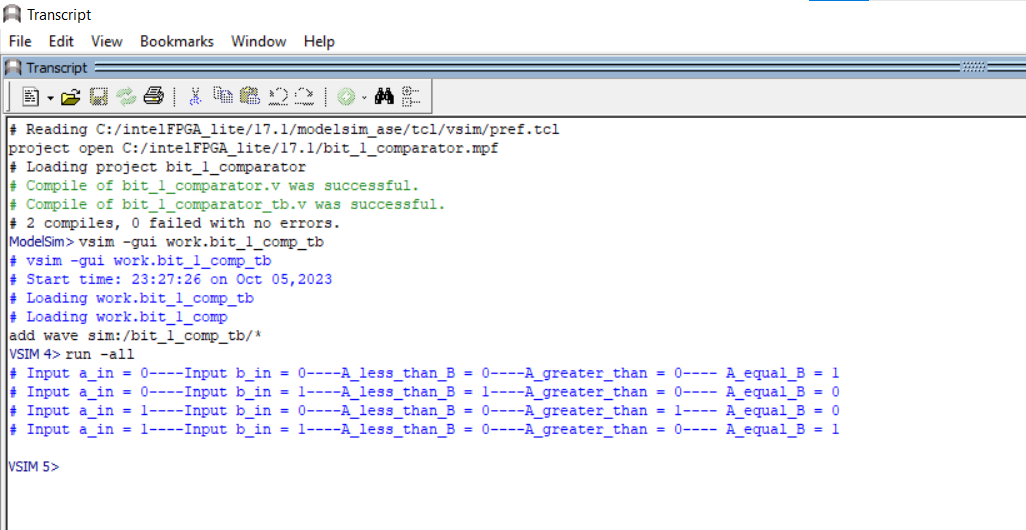 Transcript
File Edit View Bookmarks Window Help
Transcript
# Reading C:/intelFPGA_lite/17.1/modelsim_ase/tcl/vsim/pref.tcl
project open C:/intelFPGA_lite/17.1/bit_1_comparator.mpf
# Loading project bit_1_comparator
# Compile of bit_1_comparator.v was successful.
# Compile of bit_1_comparator_tb.v was successful.
# 2 compiles, 0 failed with no errors.
ModelSim> vsim -gui work.bit_1_comp_tb
# vsim -gui work.bit_1_comp_tb
# Start time: 23:27:26 on Oct 05,2023
# Loading work.bit_1_comp_tb
# Loading work.bit_1_comp
add wave sim:/bit_1_comp_tb/*
VSIM 4> run -all
# Input a_in = 0----Input b_in = 0----A_less_than_B = 0----A_greater_than = 0---- A_equal_B = 1
# Input a_in = 0----Input b_in = 1----A_less_than_B = 1----A_greater_than = 0---- A_equal_B = 0
# Input a_in = 1----Input b_in = 0----A_less_than_B = 0----A_greater_than = 1---- A_equal_B = 0
# Input a_in = 1----Input b_in = 1----A_less_than_B = 0----A_greater_than = 0---- A_equal_B = 1
VSIM 5>